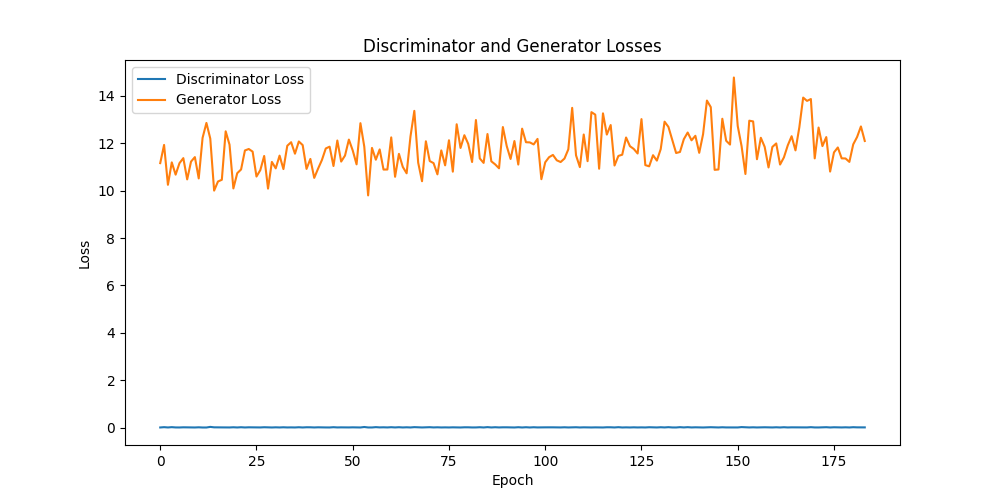 Discriminator and Generator Losses
Discriminator Loss
Generator Loss
14
12
10
8
6
4
2
0
Loss
0 25 50 75 100 125 150 175
Epoch